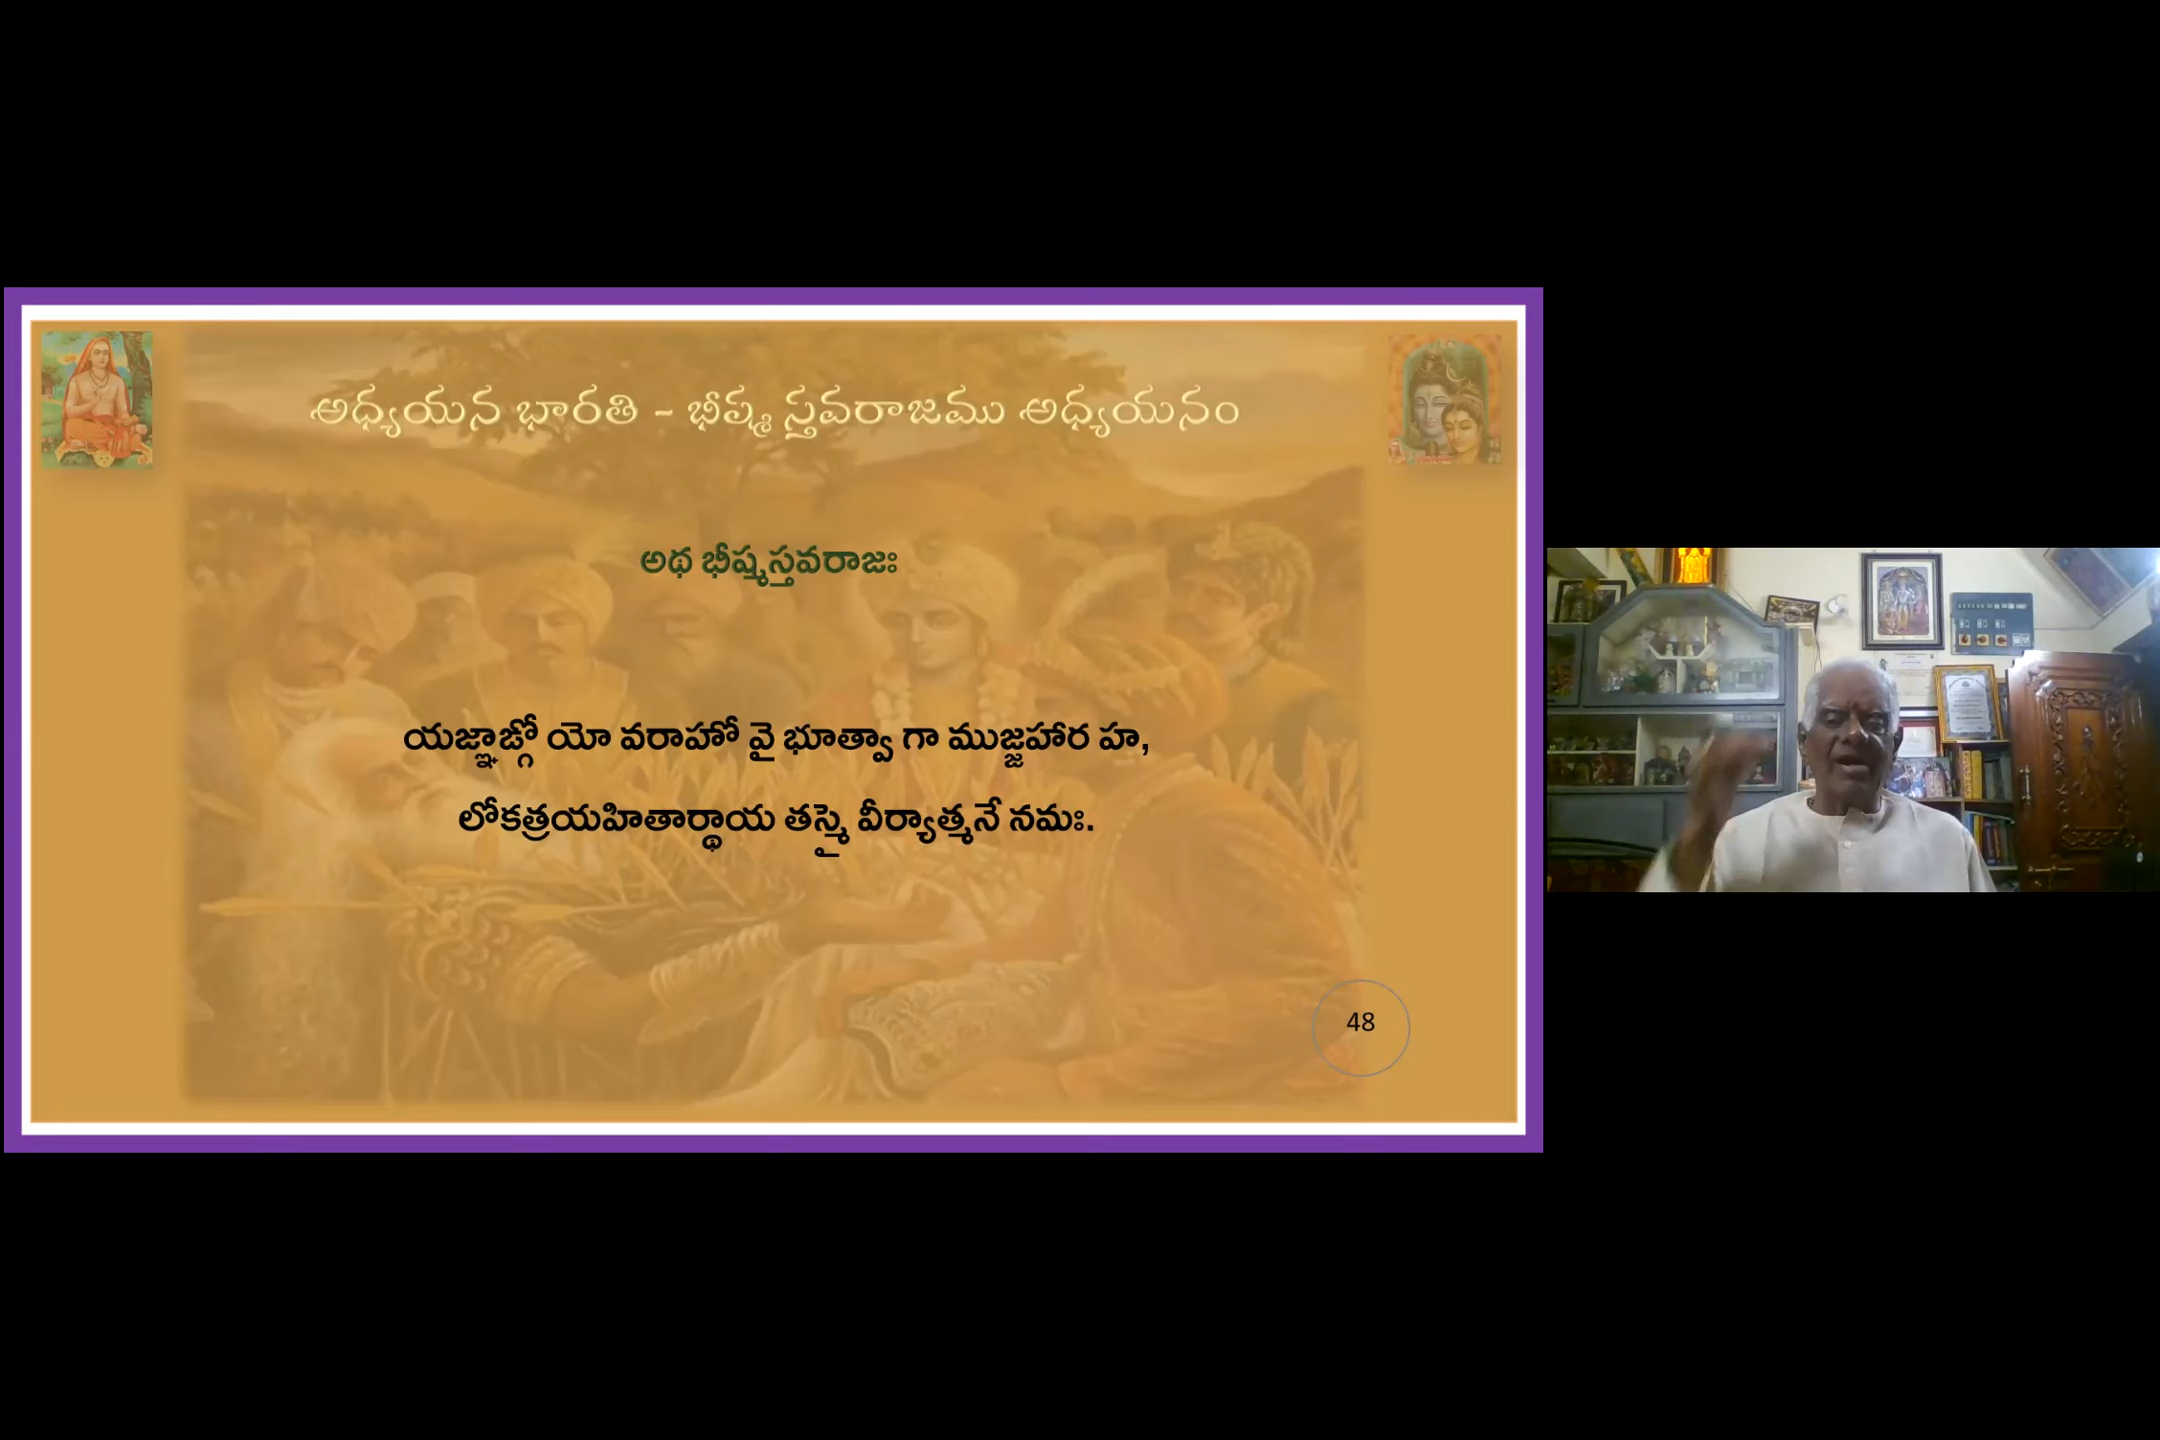 అధ్యయన భారతి - భీష్మ స్తవరాజము అధ్యయనం
అథ భీష్మస్తవరాజః
యజ్ఞాఙ్గో యో వరాహో వై భూత్వా గా ముజ్జహార హ,
లోకత్రయహితార్థాయ తస్మై వీర్యాత్మనే నమః.
48